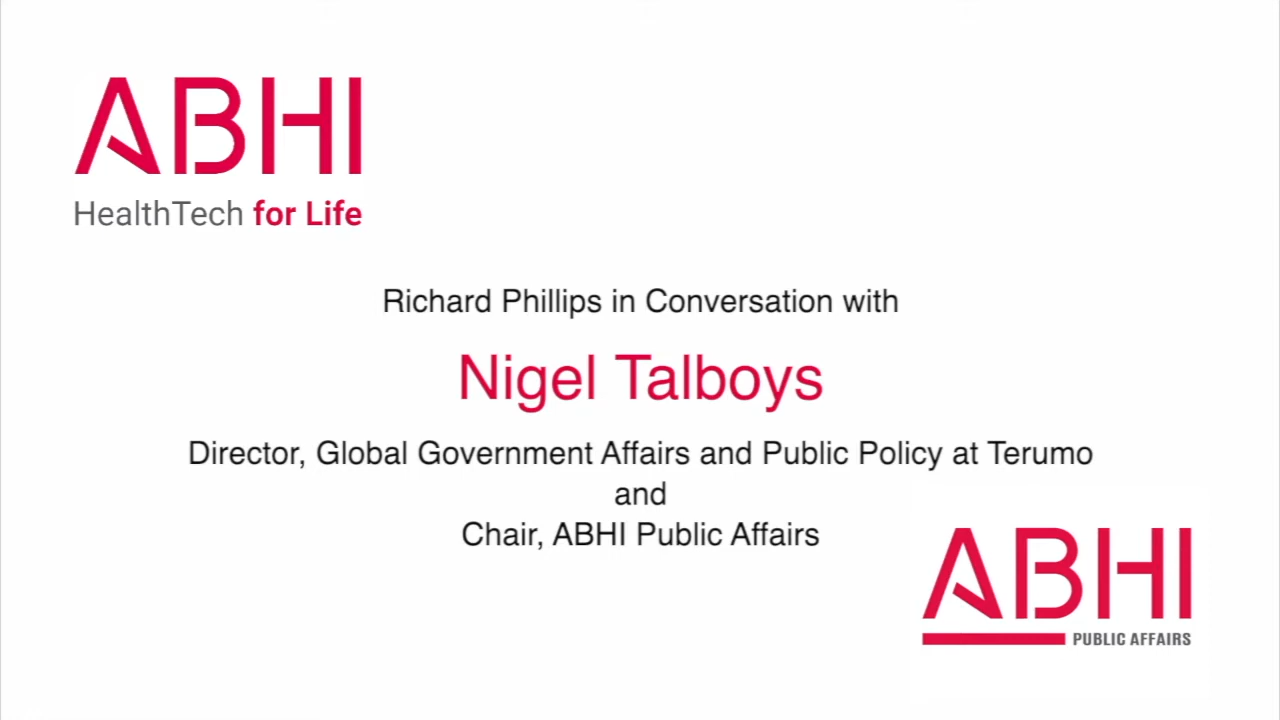 ABHI
HealthTech for Life
Richard Phillips in Conversation with
Nigel Talboys
Director, Global Government Affairs and Public Policy at Terumo
and
Chair, ABHI Public Affairs
ABHI
PUBLIC AFFAIRS